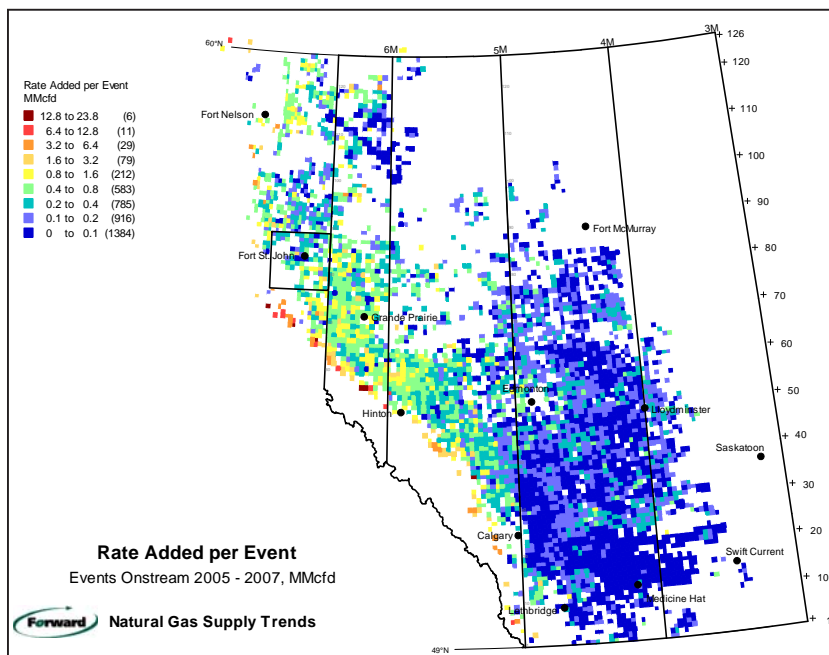 60°N
6M
5M
4M
3M
126
120
110
100
90
80
70
60
50
40
30
20
10
1
Rate Added per Event
MMcfd
12.8 to 23.8 (6)
6.4 to 12.8 (11)
3.2 to 6.4 (29)
1.6 to 3.2 (79)
0.8 to 1.6 (212)
0.4 to 0.8 (583)
0.2 to 0.4 (785)
0.1 to 0.2 (916)
0 to 0.1 (1384)
Fort Nelson
Fort McMurray
Fort St. John
Grande Prairie
Edmonton
Hinton
Lloydminster
Saskatoon
Calgary
Swift Current
Medicine Hat
Lethbridge
49°N
Rate Added per Event
Events Onstream 2005 - 2007, MMcfd
Forward Natural Gas Supply Trends